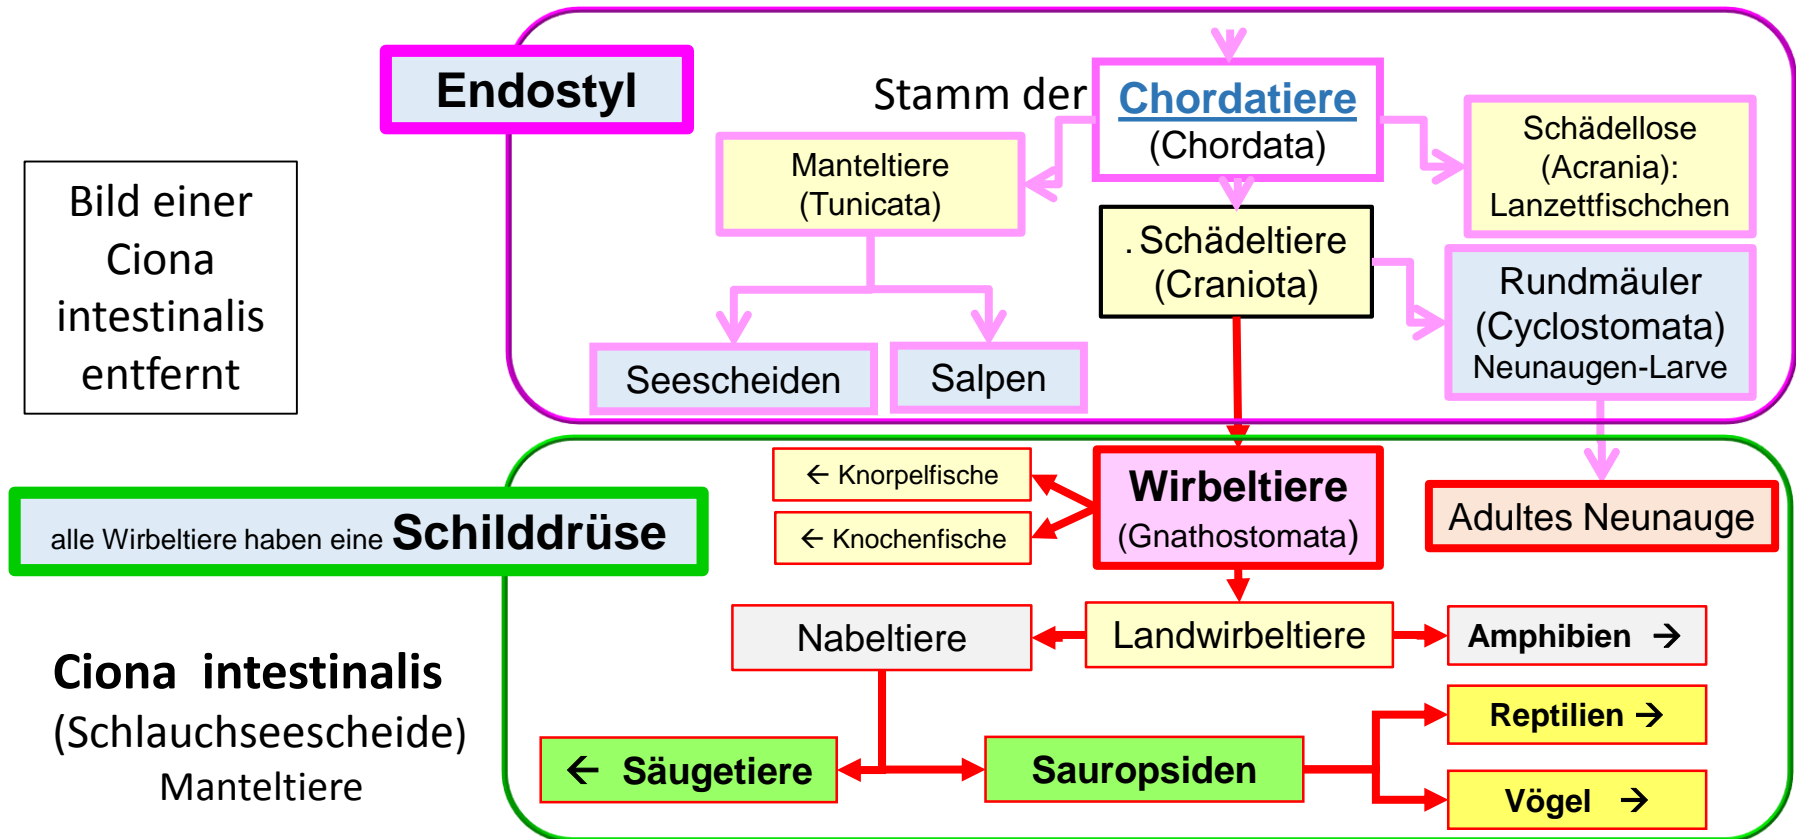 Endostyl
Stamm der
Chordatiere
(Chordata)
Schädellose
(Acrania):
Lanzettfischchen
Manteltiere
(Tunicata)
Bild einer
Ciona
intestinalis
entfernt
. Schädeltiere
(Craniota)
Rundmäuler
(Cyclostomata)
Neunaugen-Larve
Seescheiden
Salpen
← Knorpelfische
← Knochenfische
Wirbeltiere
(Gnathostomata)
Adultes Neunauge
alle Wirbeltiere haben eine Schilddrüse
Nabeltiere
Landwirbeltiere
Amphibien →
Ciona intestinalis
(Schlauchseescheide)
Manteltiere
← Säugetiere
Sauropsiden
Reptilien →
Vögel →